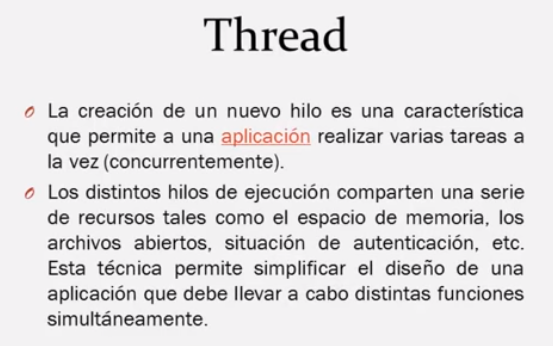 Thread
La creación de un nuevo hilo es una característica
que permite a una aplicación realizar varias tareas a
la vez (concurrentemente).
Los distintos hilos de ejecución comparten una serie
de recursos tales como el espacio de memoria, los
archivos abiertos, situación de autenticación, etc.
Esta técnica permite simplificar el diseño de una
aplicación que debe llevar a cabo distintas funciones
simultáneamente.